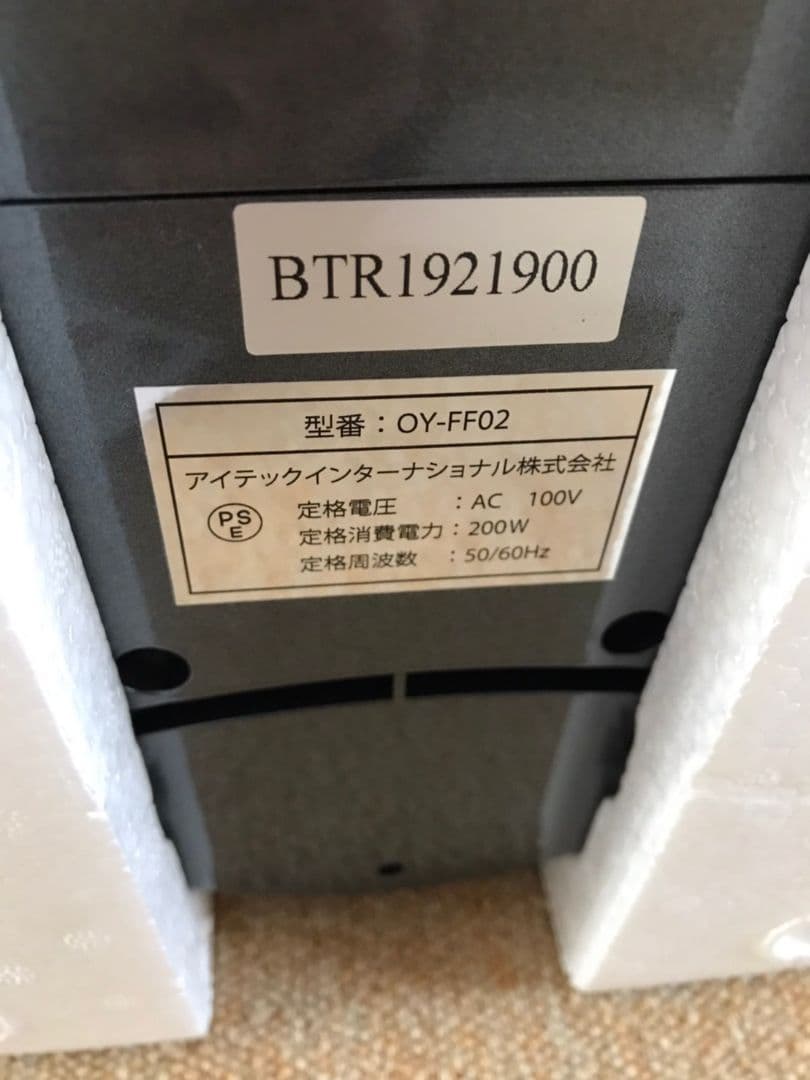 BTR1921900
型番：OY-FF02
アイテックインターナショナル株式会社
PS
E
定格電圧　：AC　100V
定格消費電力：200W
定格周波数　：50/60Hz